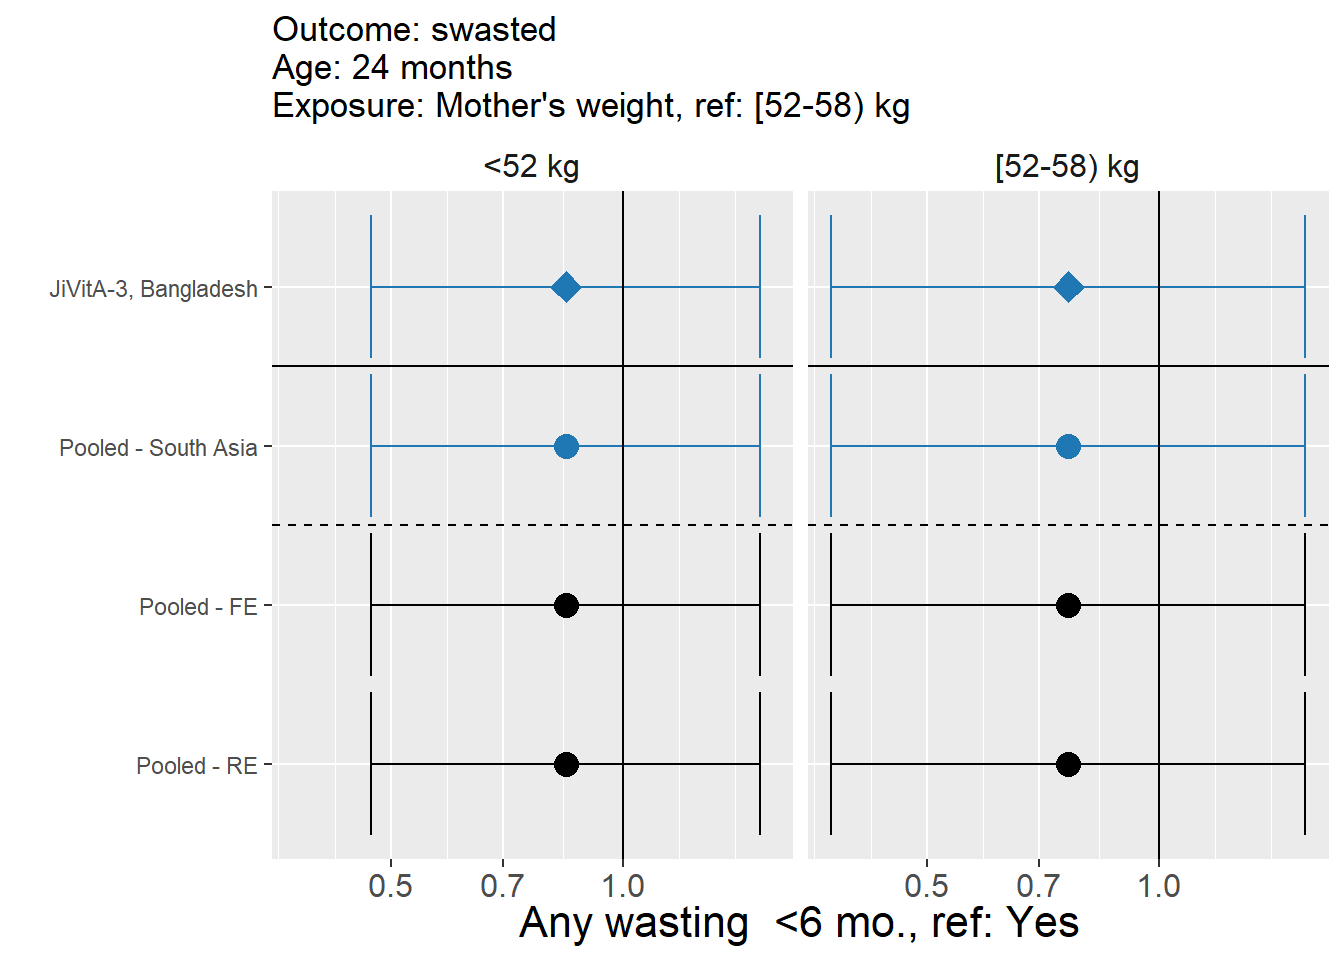 Outcome: swasted
Age: 24 months
Exposure: Mother's weight, ref: [52-58) kg
<52 kg [52-58) kg
JiVitA-3, Bangladesh
Pooled - South Asia
Pooled - FE
Pooled - RE
0.5 0.7 1.0 0.5 0.7 1.0
Any wasting  <6 mo., ref: Yes